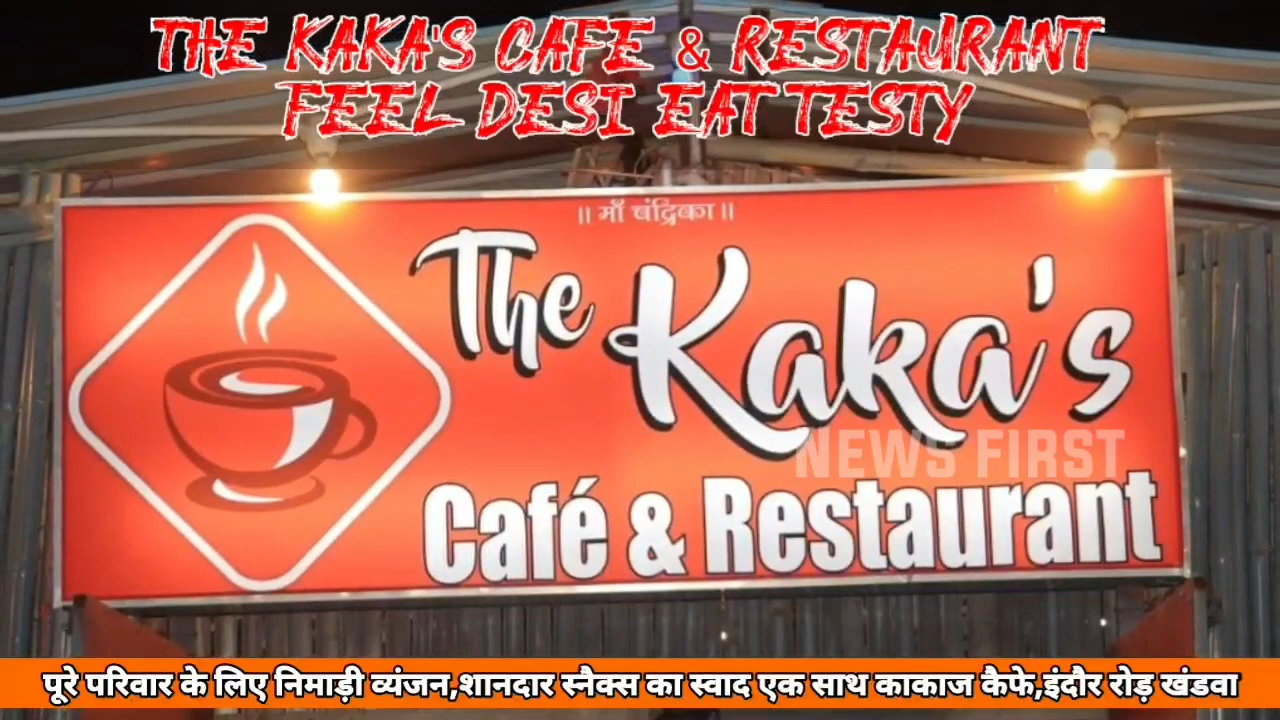 THE KAKA'S CAFE & RESTAURANT
FEEL DESI EAT TESTY
॥ माँ चंद्रिका ॥
The Kaka's
NEWS FIRST
Café & Restaurant
पूरे परिवार के लिए निमाड़ी व्यंजन,शानदार स्नैक्स का स्वाद एक साथ काकाज कैफे,इंदौर रोड़ खंडवा